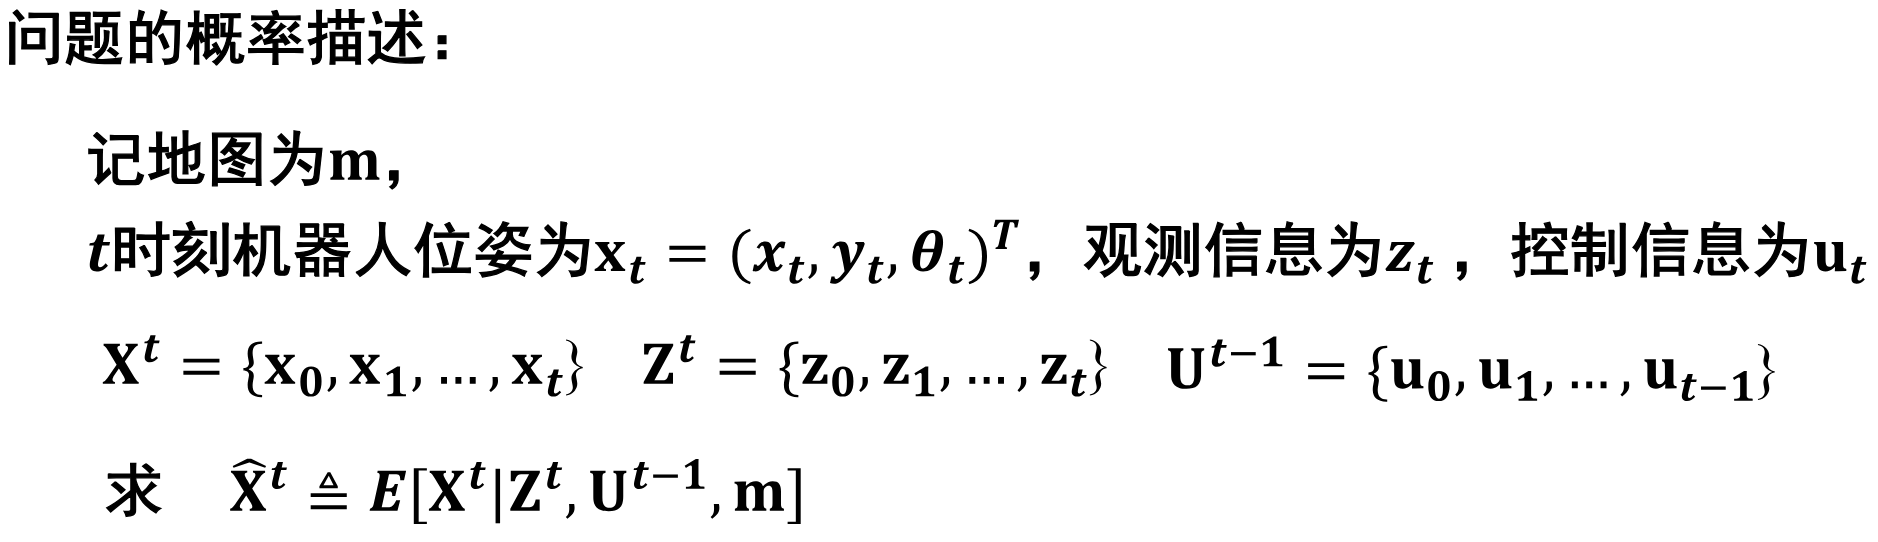 问题的概率描述：
记地图为m,
t时刻机器人位姿为x_t = (x_t, y_t, θ_t)^T，观测信息为z_t，控制信息为u_t
X^t = {x_0, x_1, …, x_t} Z^t = {z_0, z_1, …, z_t} U^{t−1} = {u_0, u_1, …, u_{t−1}}
求 X̂^t ≜ E[X^t|Z^t, U^{t−1}, m]